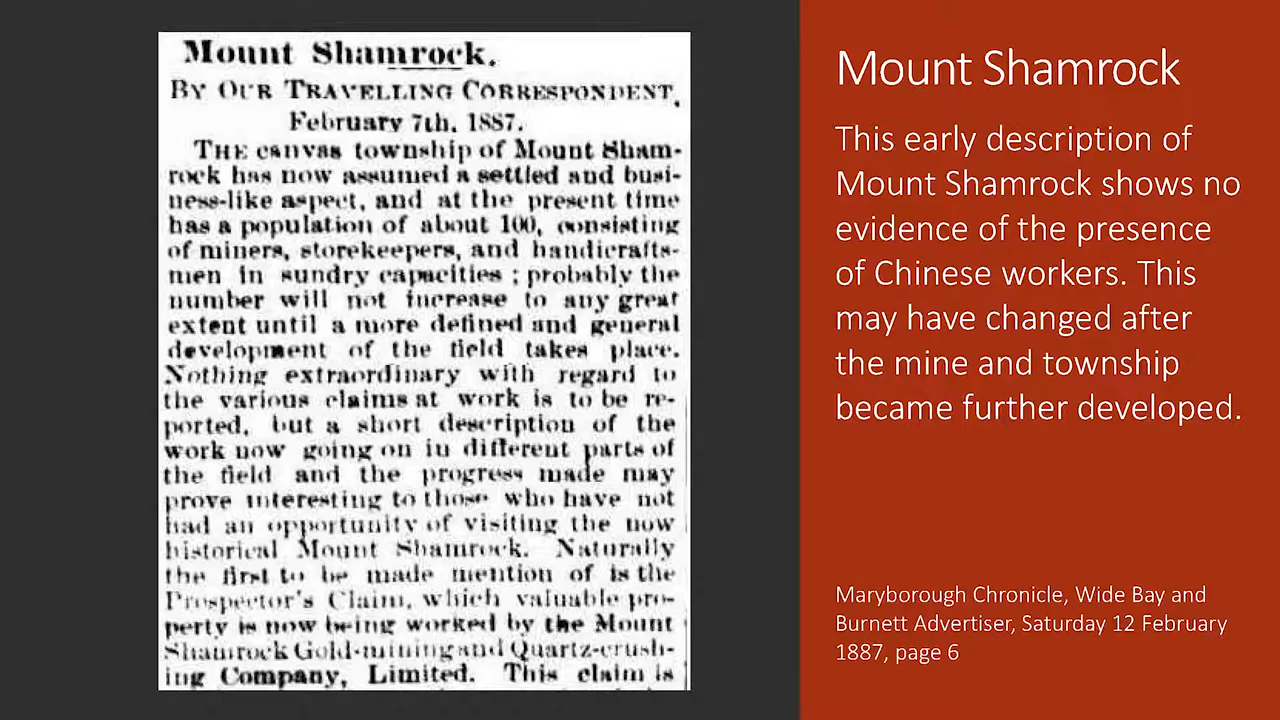 Mount Shamrock.
BY OUR TRAVELLING CORRESPONDENT.
February 7th, 1887.
THE canvas township of Mount Sham-
rock has now assumed a settled and busi-
ness-like aspect, and at the present time
has a population of about 100, consisting
of miners, storekeepers, and handicrafts-
men in sundry capacities ; probably the
number will not increase to any great
extent until a more defined and general
development of the field takes place.
Nothing extraordinary with regard to
the various claims at work is to be re-
ported, but a short description of the
work now going on in different parts of
the field and the progress made may
prove interesting to those who have not
had an opportunity of visiting the now
historical Mount Shamrock. Naturally
the first to be made mention of is the
Prospector's Claim, which valuable pro-
perty is now being worked by the Mount
Shamrock Gold-mining and Quartz-crush-
ing Company, Limited. This claim is
Mount Shamrock
This early description of
Mount Shamrock shows no
evidence of the presence
of Chinese workers. This
may have changed after
the mine and township
became further developed.
Maryborough Chronicle, Wide Bay and
Burnett Advertiser, Saturday 12 February
1887, page 6